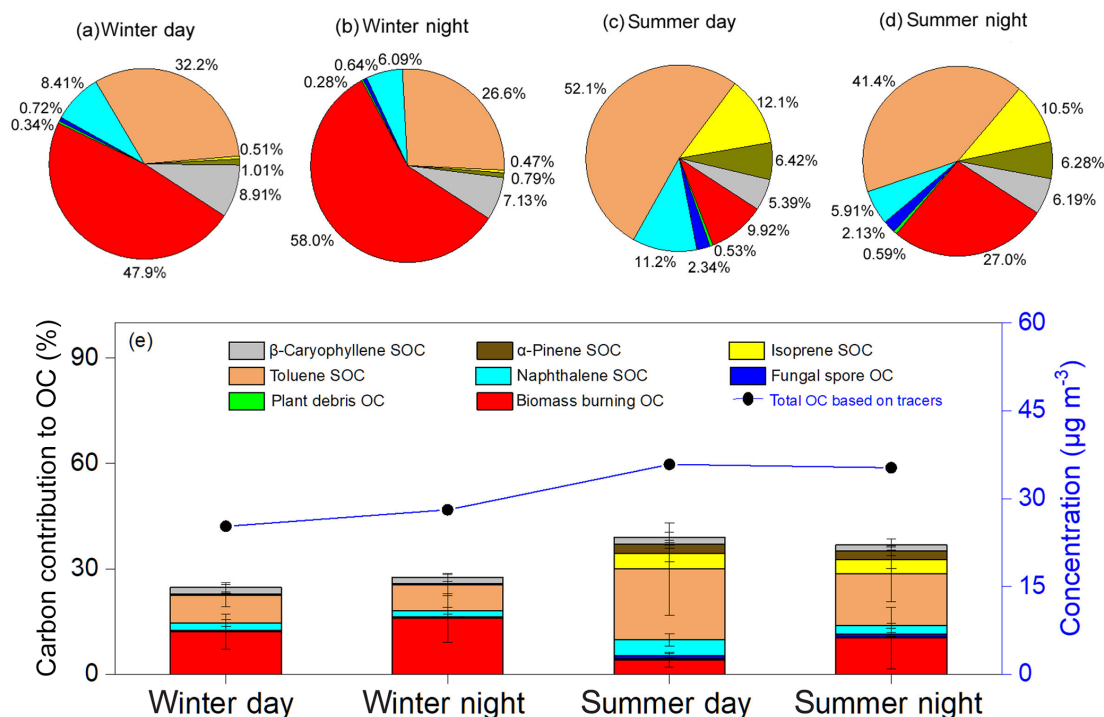 (a) Winter day
(b) Winter night
(c) Summer day
(d) Summer night
32.2%
8.41%
0.72%
0.34%
0.51%
1.01%
8.91%
47.9%
0.64%
6.09%
0.28%
26.6%
0.47%
0.79%
7.13%
58.0%
52.1%
12.1%
6.42%
5.39%
9.92%
0.53%
2.34%
11.2%
41.4%
10.5%
6.28%
6.19%
5.91%
2.13%
0.59%
27.0%
(e)
β-Caryophyllene SOC
α-Pinene SOC
Isoprene SOC
Toluene SOC
Naphthalene SOC
Fungal spore OC
Plant debris OC
Biomass burning OC
Total OC based on tracers
Carbon contribution to OC (%)
90
60
30
0
Concentration (µg m⁻³)
60
45
30
15
0
Winter day
Winter night
Summer day
Summer night